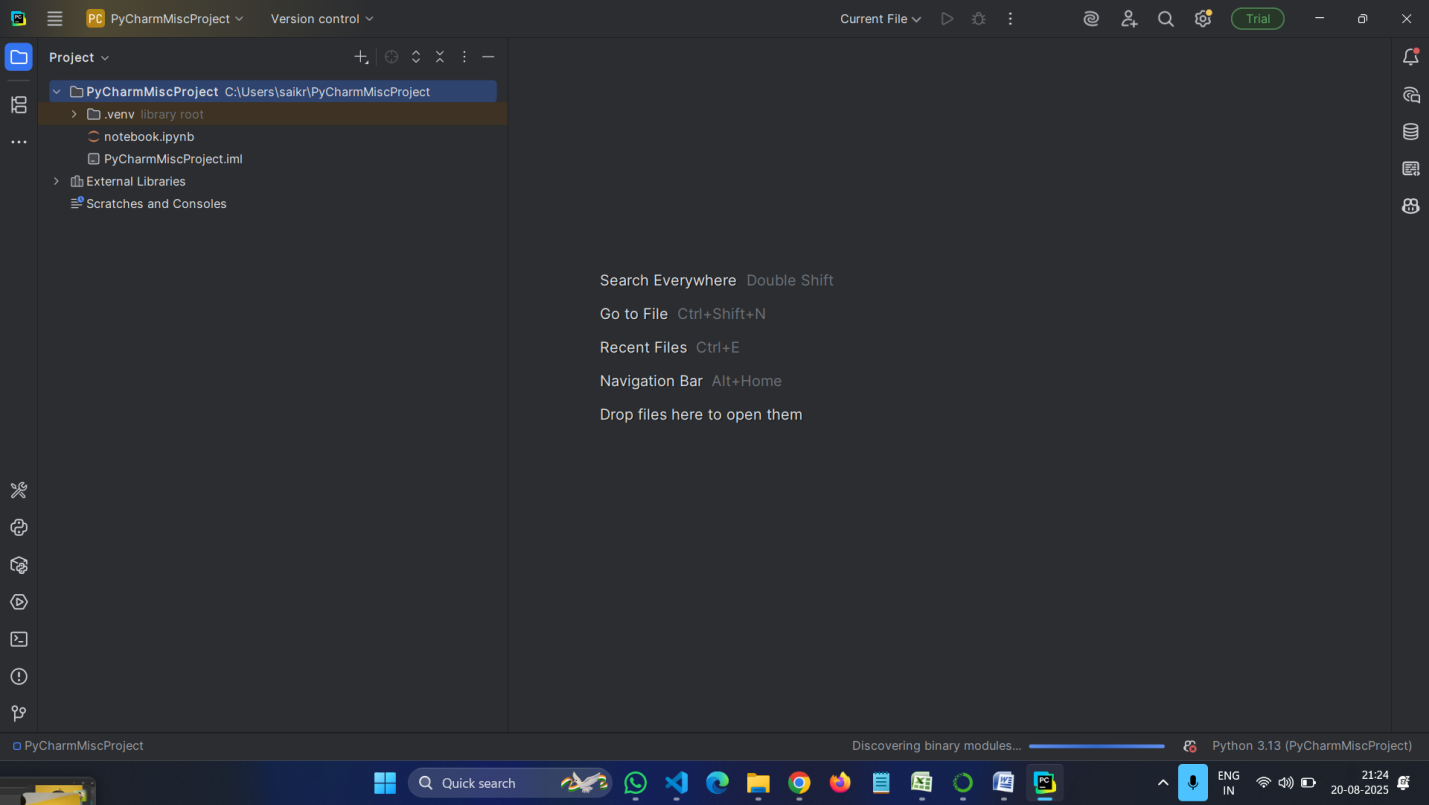 PC PyCharmMiscProject Version control Current File Trial
Project
PyCharmMiscProject C:\Users\saikr\PyCharmMiscProject
.venv library root
notebook.ipynb
PyCharmMiscProject.iml
External Libraries
Scratches and Consoles
Search Everywhere Double Shift
Go to File Ctrl+Shift+N
Recent Files Ctrl+E
Navigation Bar Alt+Home
Drop files here to open them
PyCharmMiscProject Discovering binary modules... Python 3.13 (PyCharmMiscProject)
Quick search
ENG
IN
21:24
20-08-2025